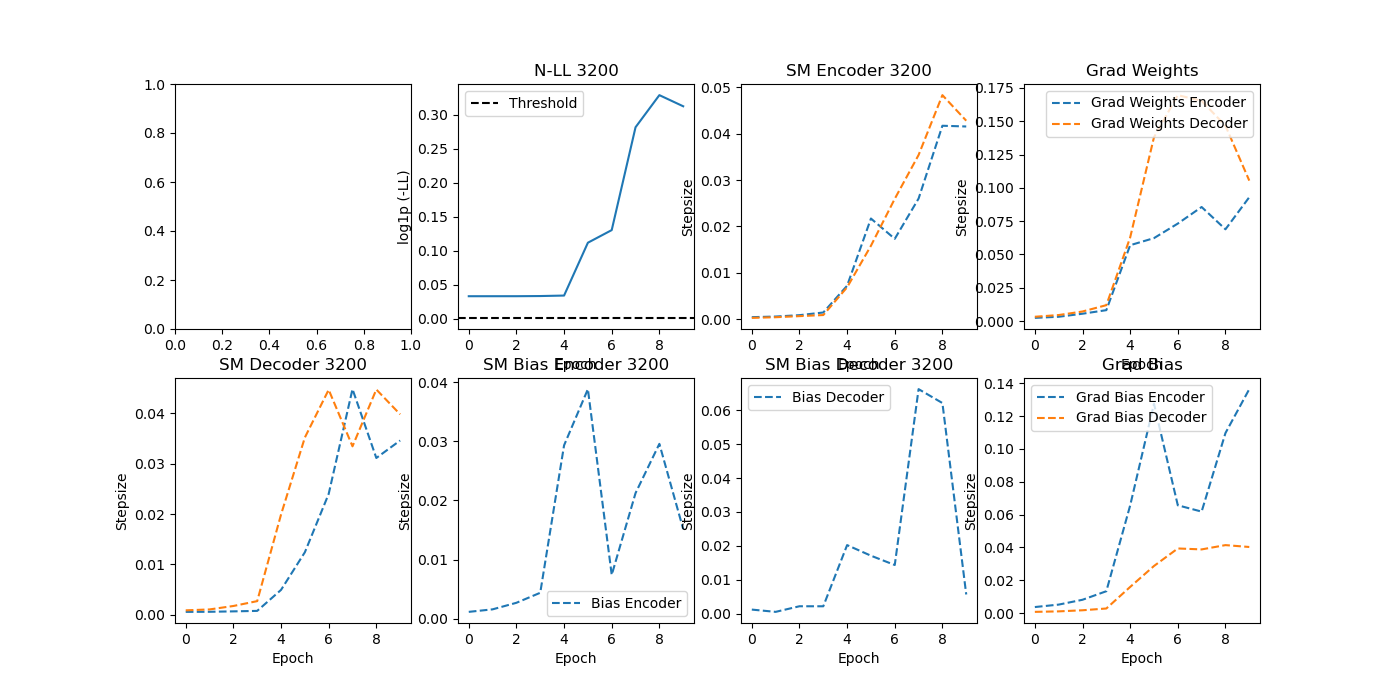 N-LL 3200
SM Encoder 3200
Grad Weights
1.0
0.8
0.6
0.4
0.2
0.0
0.0 0.2 0.4 0.6 0.8 1.0
log1p (-LL)
0.30
0.25
0.20
0.15
0.10
0.05
0.00
Threshold
0 2 4 6 8
Epoch
Stepsize
0.05
0.04
0.03
0.02
0.01
0.00
0 2 4 6 8
Epoch
Stepsize
0.175
0.150
0.125
0.100
0.075
0.050
0.025
0.000
Grad Weights Encoder
Grad Weights Decoder
0 2 4 6 8
Epoch
SM Decoder 3200
SM Bias Encoder 3200
SM Bias Decoder 3200
Grad Bias
Stepsize
0.04
0.03
0.02
0.01
0.00
0 2 4 6 8
Epoch
Stepsize
0.04
0.03
0.02
0.01
0.00
Bias Encoder
0 2 4 6 8
Epoch
Stepsize
0.06
0.05
0.04
0.03
0.02
0.01
0.00
Bias Decoder
0 2 4 6 8
Epoch
Stepsize
0.14
0.12
0.10
0.08
0.06
0.04
0.02
0.00
Grad Bias Encoder
Grad Bias Decoder
0 2 4 6 8
Epoch